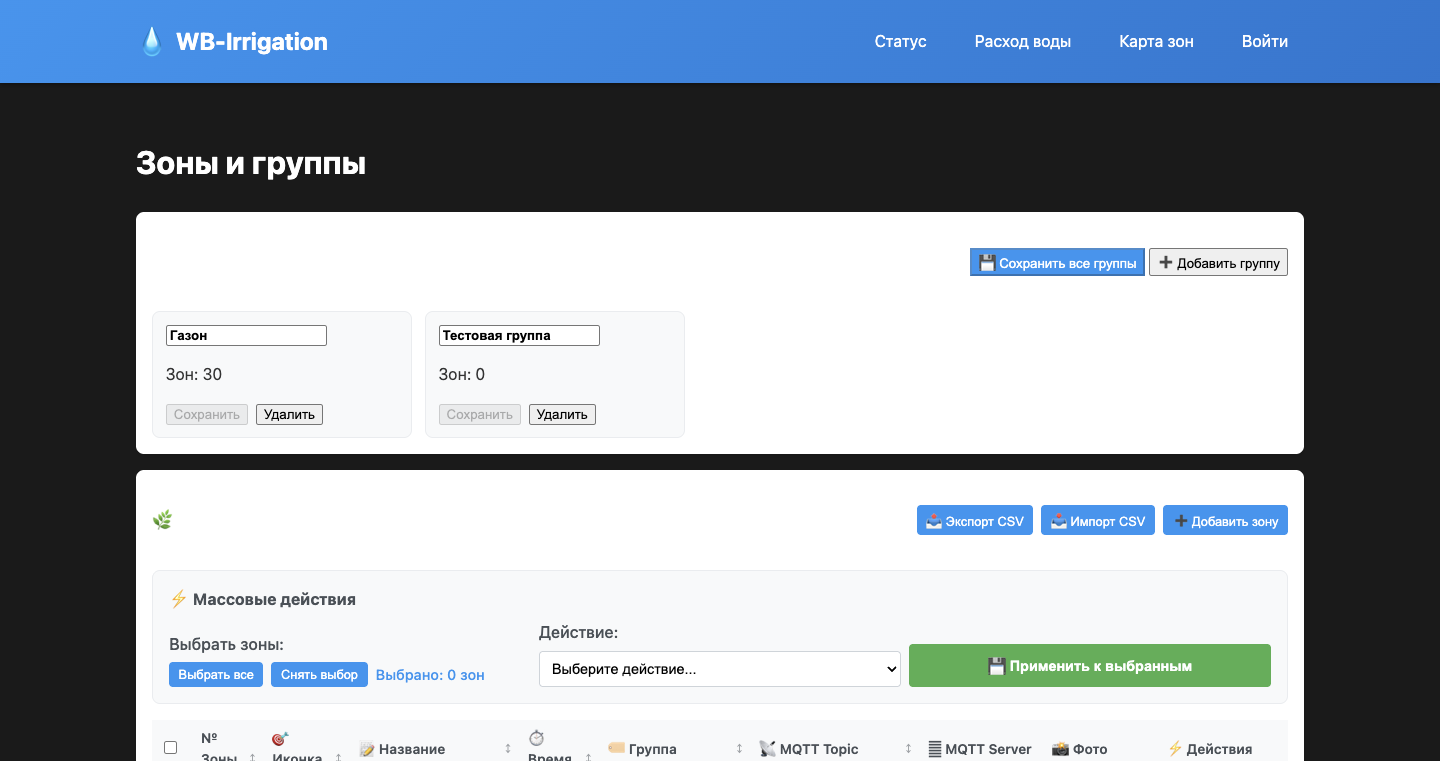 WB-Irrigation
Статус
Расход воды
Карта зон
Войти
Зоны и группы
Сохранить все группы
Добавить группу
Газон
Зон: 30
Сохранить
Удалить
Тестовая группа
Зон: 0
Сохранить
Удалить
Экспорт CSV
Импорт CSV
Добавить зону
Массовые действия
Выбрать зоны:
Выбрать все
Снять выбор
Выбрано: 0 зон
Действие:
Выберите действие...
Применить к выбранным
№
Зоны
Иконка
Название
Время
Группа
MQTT Topic
MQTT Server
Фото
Действия